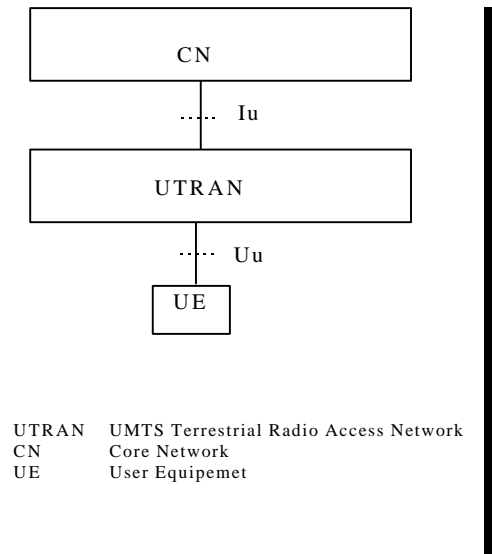 CN
Iu
UTRAN
Uu
UE
UTRAN UMTS Terrestrial Radio Access Network
CN Core Network
UE User Equipemet